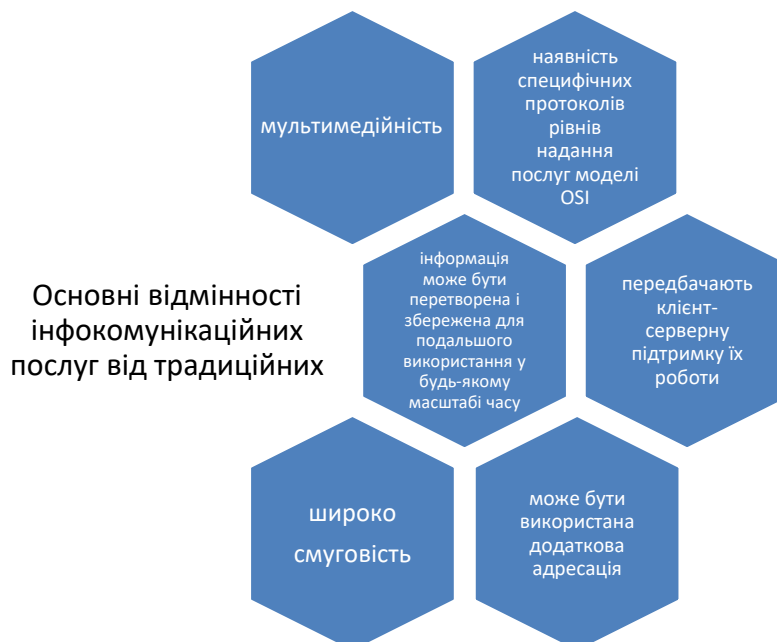 мультимедійність
наявність
специфічних
протоколів
рівнів
надання
послуг моделі
OSI
Основні відмінності
інфокомунікаційних
послуг від традиційних
інформація
може бути
перетворена і
збережена для
подальшого
використання у
будь-якому
масштабі часу
передбачають
клієнт-
серверну
підтримку їх
роботи
широко
смуговість
може бути
використана
додаткова
адресація